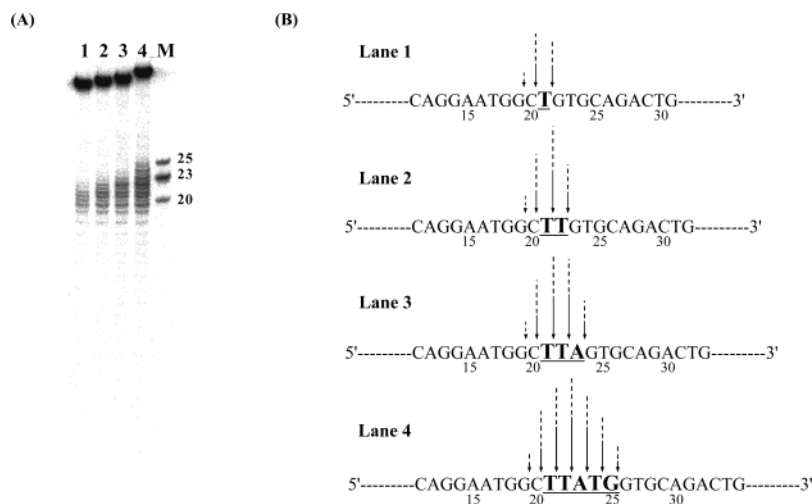 (A)
1 2 3 4 M
25
23
20
(B)
Lane 1
5'---------CAGGAATGGCTGTGCAGACTG---------3'
15 20 25 30
Lane 2
5'---------CAGGAATGGCTTGTGCAGACTG---------3'
15 20 25 30
Lane 3
5'---------CAGGAATGGCTTAGTGCAGACTG---------3'
15 20 25 30
Lane 4
5'---------CAGGAATGGCTTATGGTGCAGACTG---------3'
15 20 25 30